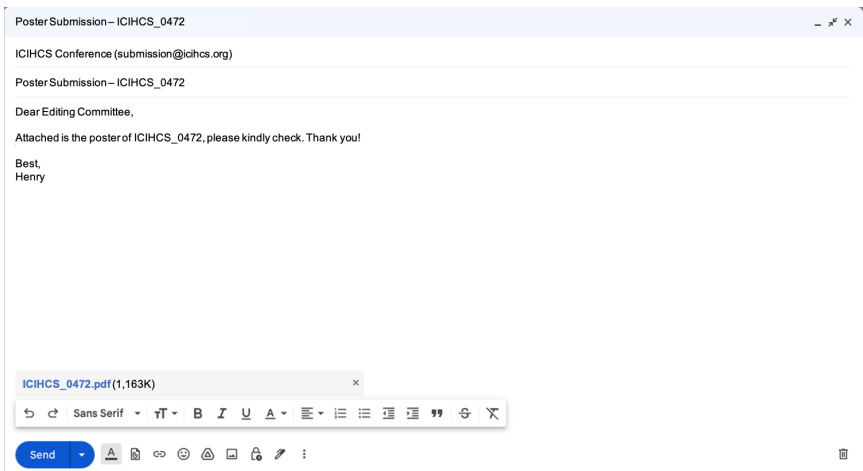 Poster Submission – ICIHCS_0472
ICIHCS Conference (submission@icihcs.org)
Poster Submission – ICIHCS_0472
Dear Editing Committee,
Attached is the poster of ICIHCS_0472, please kindly check. Thank you!
Best,
Henry
ICIHCS_0472.pdf (1,163K)
Sans Serif
Send